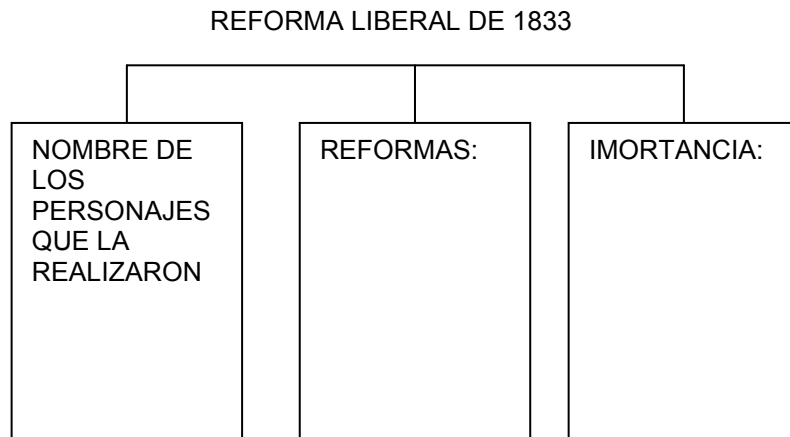 REFORMA LIBERAL DE 1833
NOMBRE DE
LOS
PERSONAJES
QUE LA
REALIZARON
REFORMAS:
IMORTANCIA: